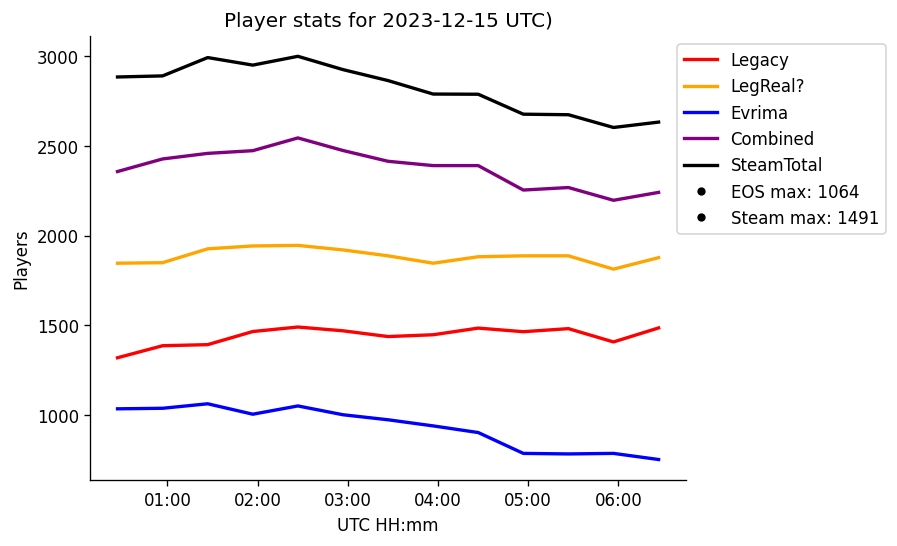 Player stats for 2023-12-15 UTC)
3000
2500
2000
1500
1000
Players
01:00 02:00 03:00 04:00 05:00 06:00
UTC HH:mm
Legacy
LegReal?
Evrima
Combined
SteamTotal
EOS max: 1064
Steam max: 1491